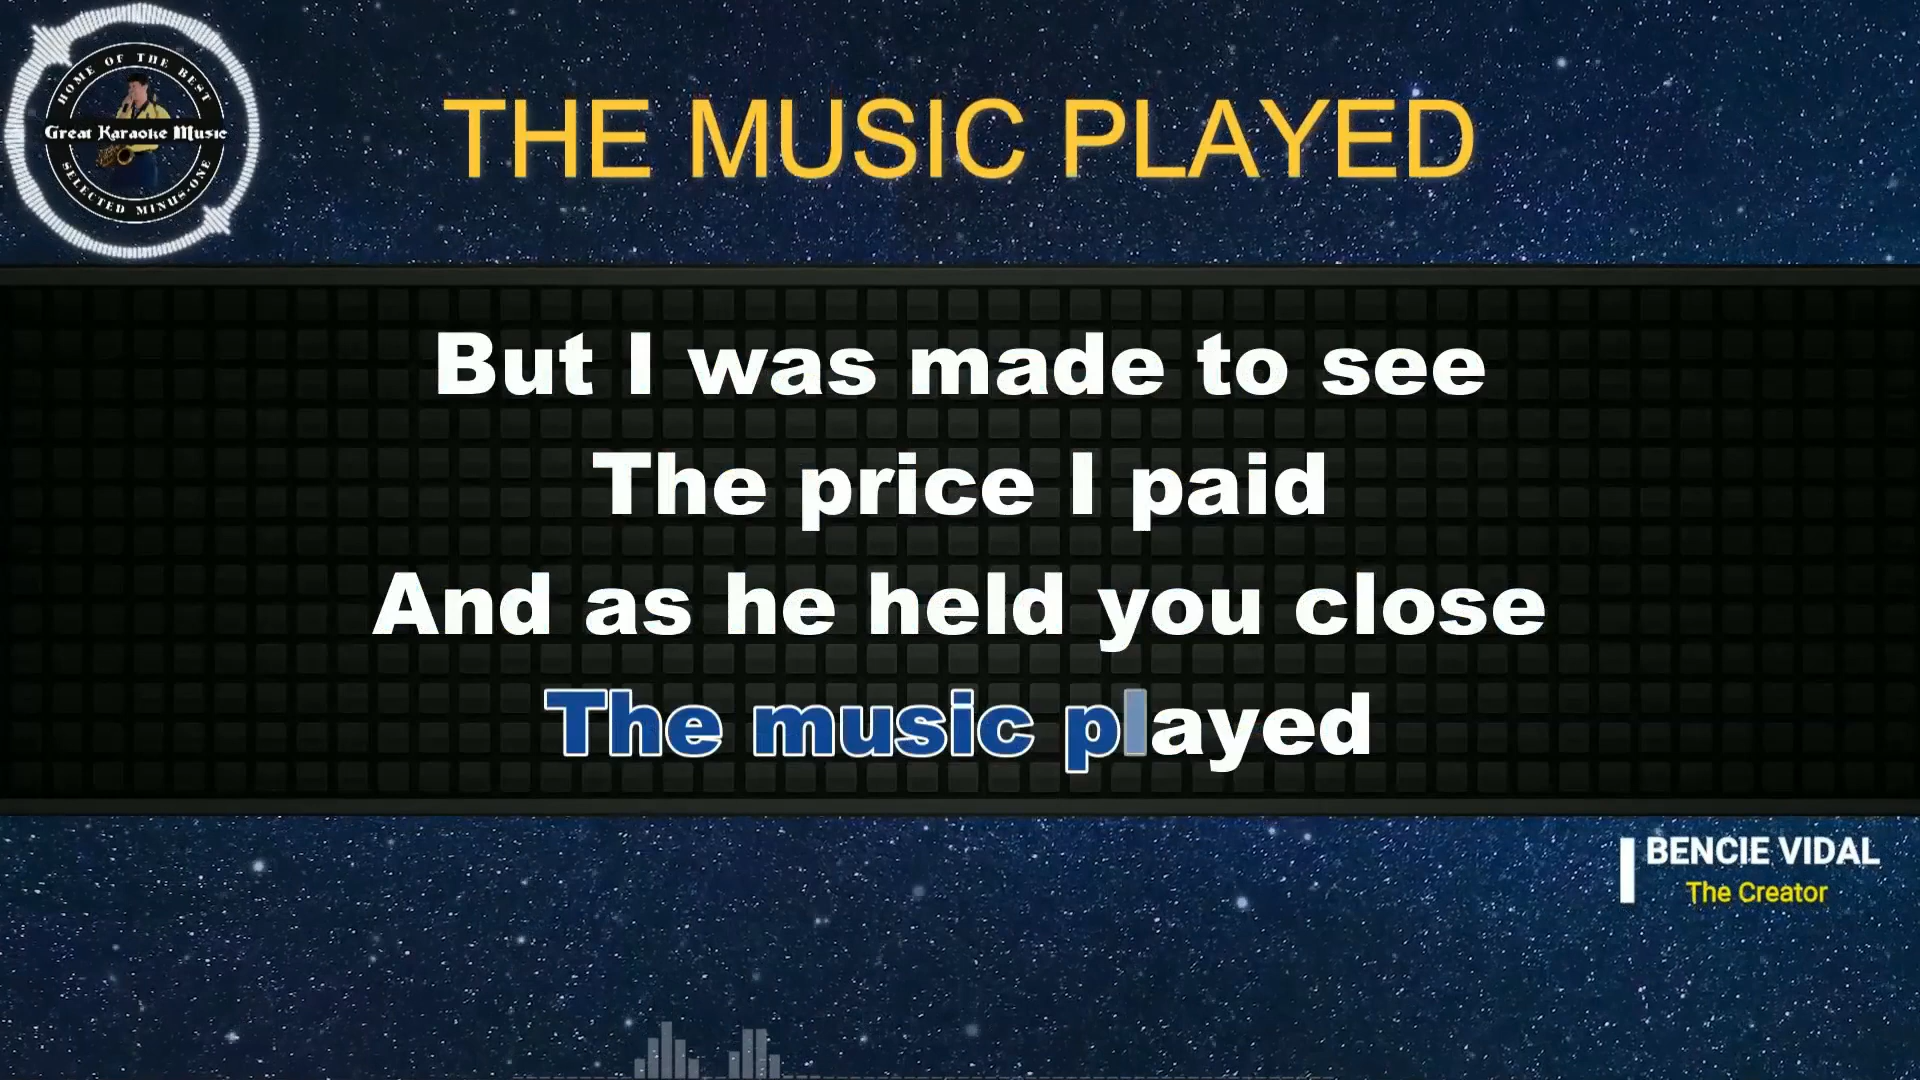 HOME OF THE BEST
Great Karaoke Music
SELECTED MINUS-ONE
THE MUSIC PLAYED
But I was made to see
The price I paid
And as he held you close
The music played
BENCIE VIDAL
The Creator